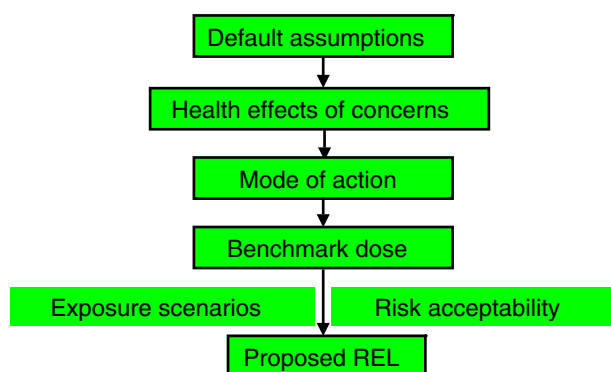 Default assumptions
Health effects of concerns
Mode of action
Benchmark dose
Exposure scenarios
Risk acceptability
Proposed REL